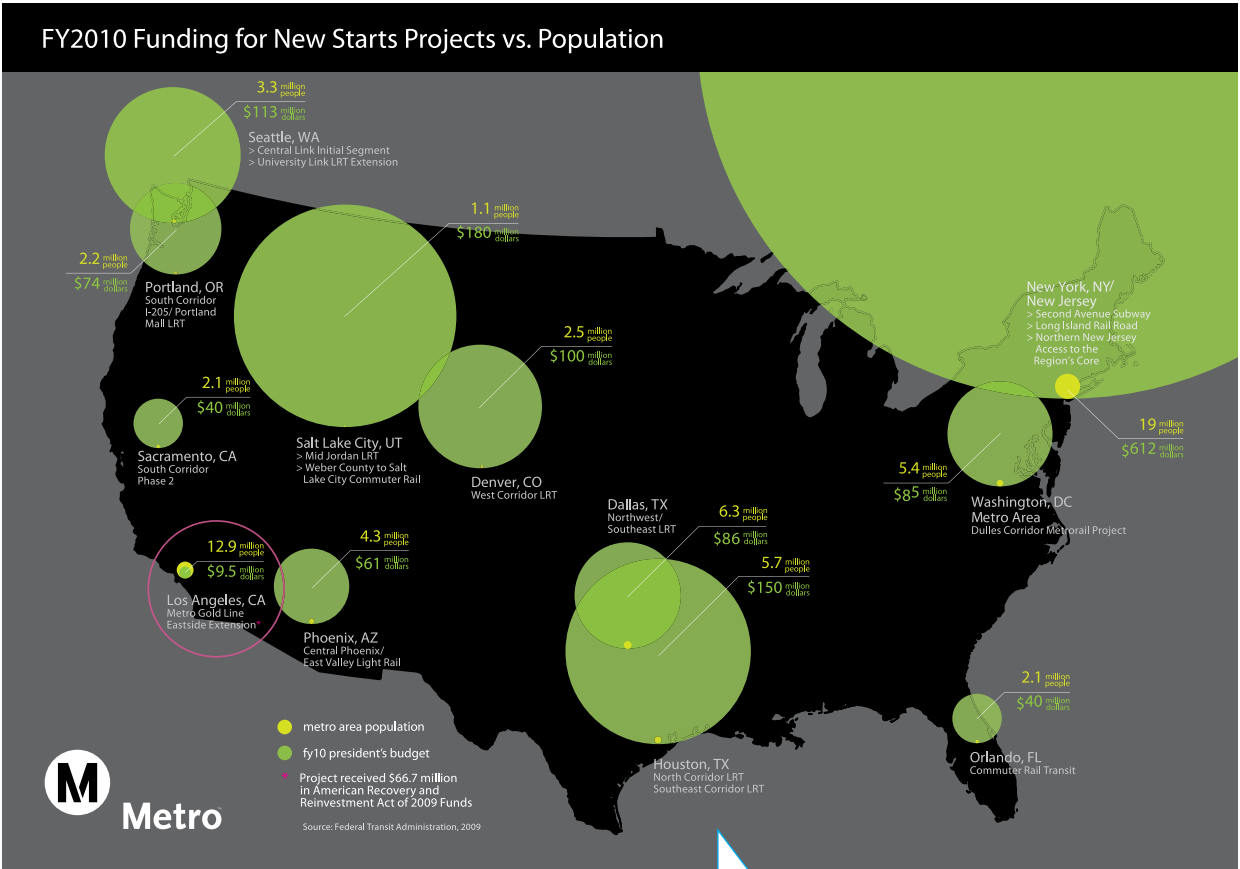 FY2010 Funding for New Starts Projects vs. Population
3.3 million people
$113 million dollars
Seattle, WA
> Central Link Initial Segment
> University Link LRT Extension
2.2 million people
$74 million dollars
Portland, OR
South Corridor
I-205/ Portland
Mall LRT
1.1 million people
$180 million dollars
Salt Lake City, UT
> Mid Jordan LRT
> Weber County to Salt
Lake City Commuter Rail
2.5 million people
$100 million dollars
Denver, CO
West Corridor LRT
2.1 million people
$40 million dollars
Sacramento, CA
South Corridor
Phase 2
12.9 million people
$9.5 million dollars
Los Angeles, CA
Metro Gold Line
Eastside Extension*
4.3 million people
$61 million dollars
Phoenix, AZ
Central Phoenix/
East Valley Light Rail
Dallas, TX
Northwest/
Southeast LRT
6.3 million people
$86 million dollars
5.7 million people
$150 million dollars
Houston, TX
North Corridor LRT
Southeast Corridor LRT
New York, NY/
New Jersey
> Second Avenue Subway
> Long Island Rail Road
> Northern New Jersey
Access to the
Region's Core
19 million people
$612 million dollars
5.4 million people
$85 million dollars
Washington, DC
Metro Area
Dulles Corridor Metrorail Project
2.1 million people
$40 million dollars
Orlando, FL
Commuter Rail Transit
metro area population
fy10 president's budget
* Project received $66.7 million
in American Recovery and
Reinvestment Act of 2009 Funds
Source: Federal Transit Administration, 2009
M
Metro